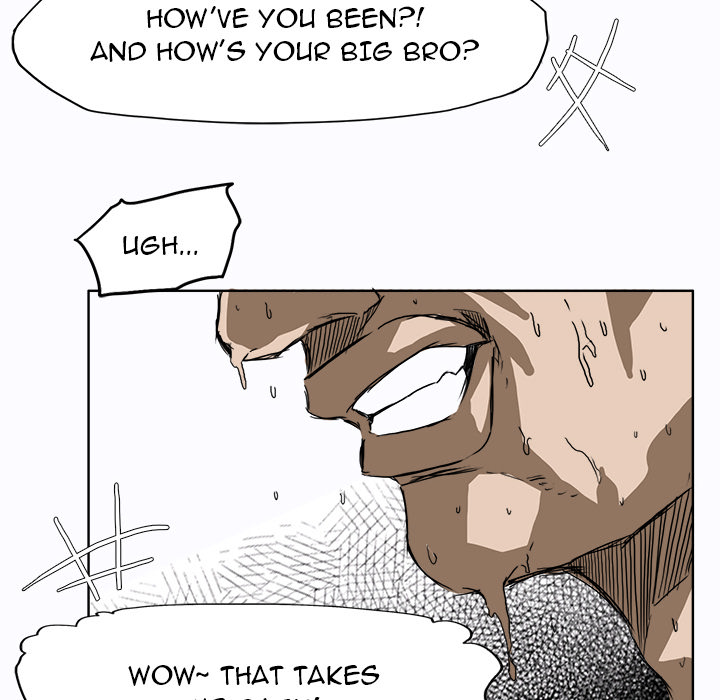 HOW'VE YOU BEEN?!
AND HOW'S YOUR BIG BRO?
UGH...
WOW~ THAT TAKES